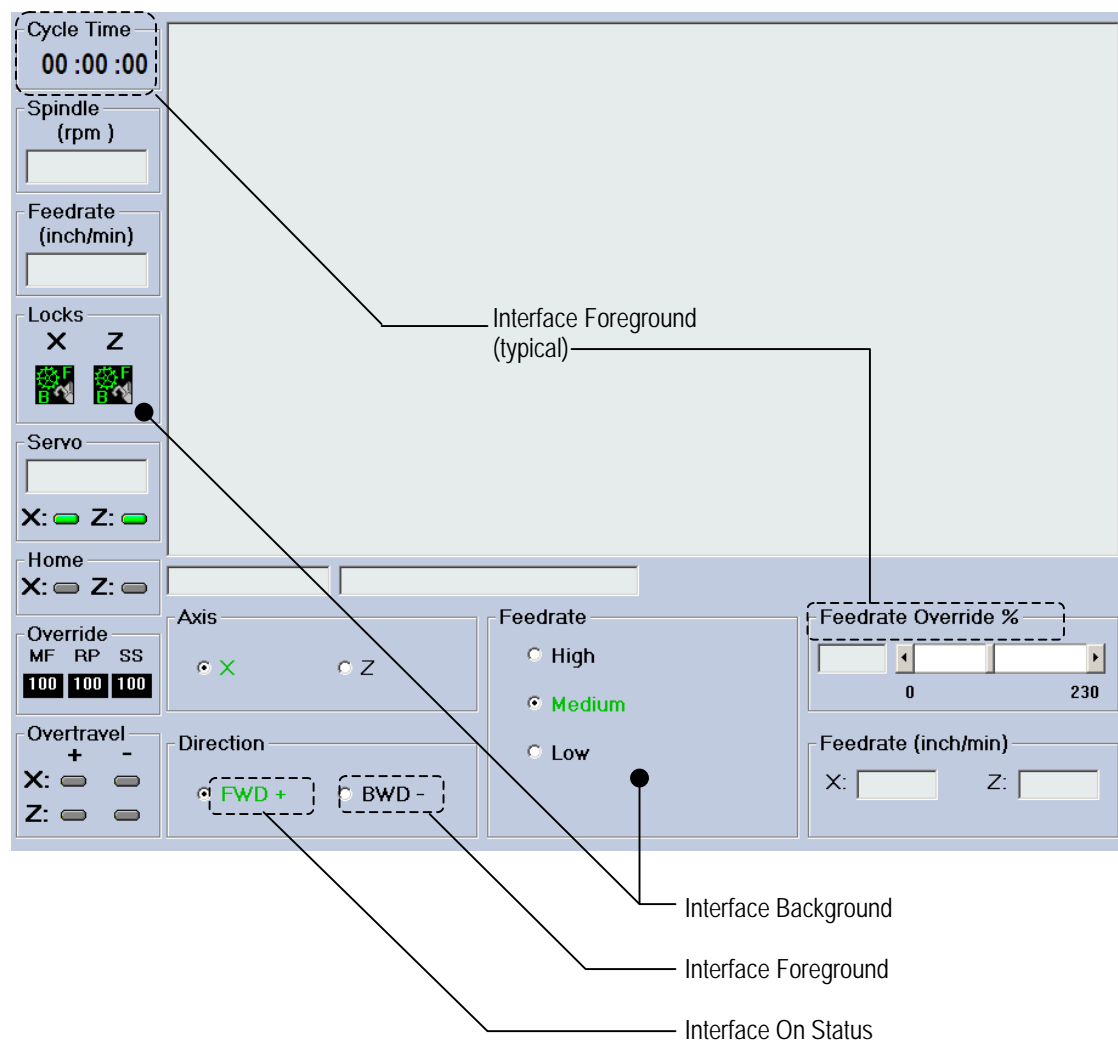 Cycle Time
00 :00 :00
Spindle
(rpm )
Feedrate
(inch/min)
Locks
X Z
F F
B B
Servo
X: Z:
Home
X: Z:
Override
MF RP SS
100 100 100
Overtravel
+ -
X:
Z:
Interface Foreground
(typical)
Axis
X Z
Direction
FWD + BWD -
Feedrate
High
Medium
Low
Feedrate Override %
0 230
Feedrate (inch/min)
X: Z:
Interface Background
Interface Foreground
Interface On Status